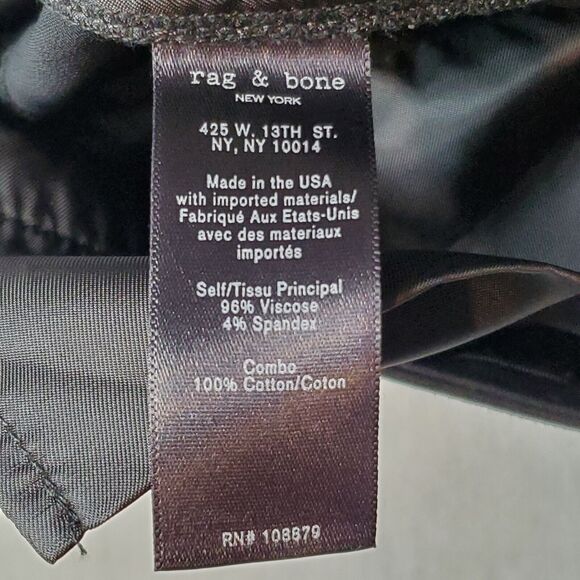 rag & bone
NEW YORK
425 W. 13TH ST.
NY, NY 10014
Made in the USA
with imported materials/
Fabriqué Aux Etats-Unis
avec des materiaux
importés
Self/Tissu Principal
96% Viscose
4% Spandex
Combo
100% Cotton/Coton
RN# 108879